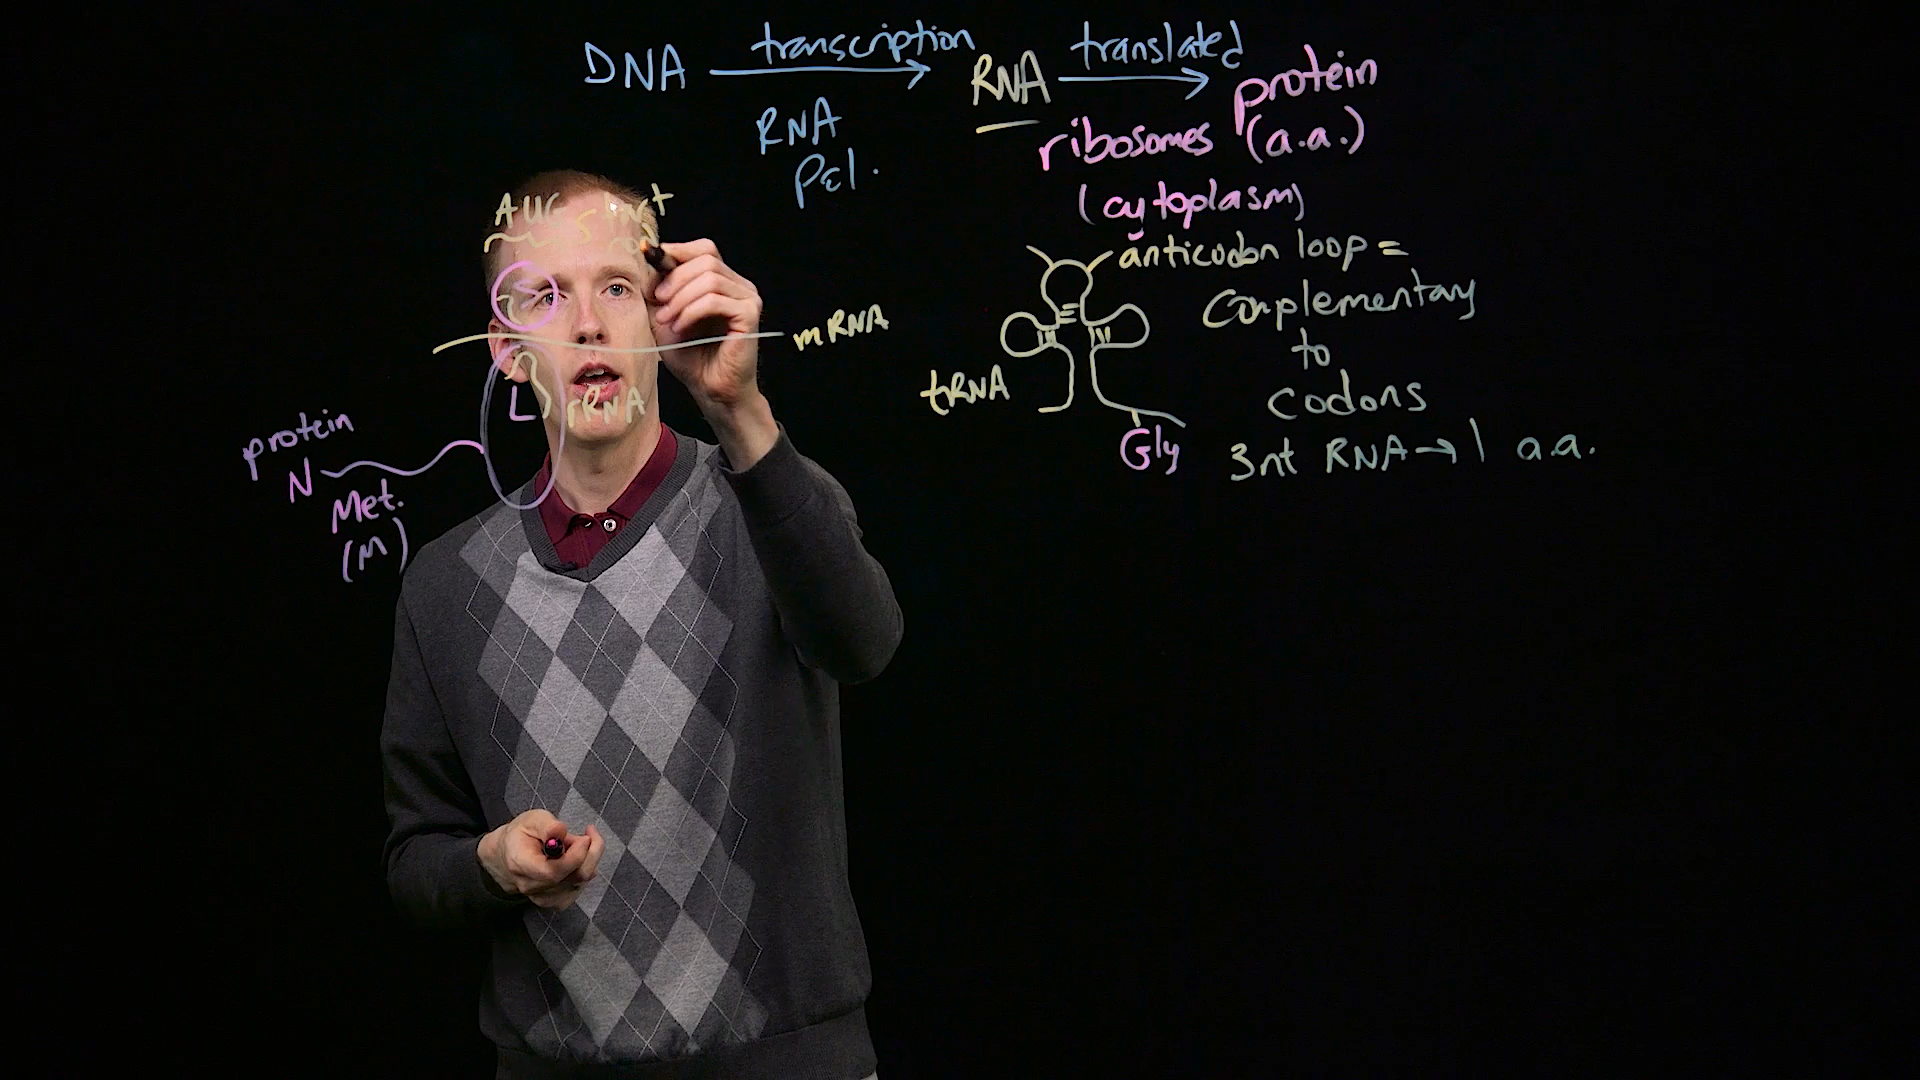 DNA transcription RNA translated protein
RNA ribosomes (a.a.)
Pol. (cytoplasm)
AUG start
anticodon loop =
complementary
S
to
mRNA
tRNA
codons
L rRNA
Gly
3nt RNA → 1 a.a.
protein
N
Met.
(M)